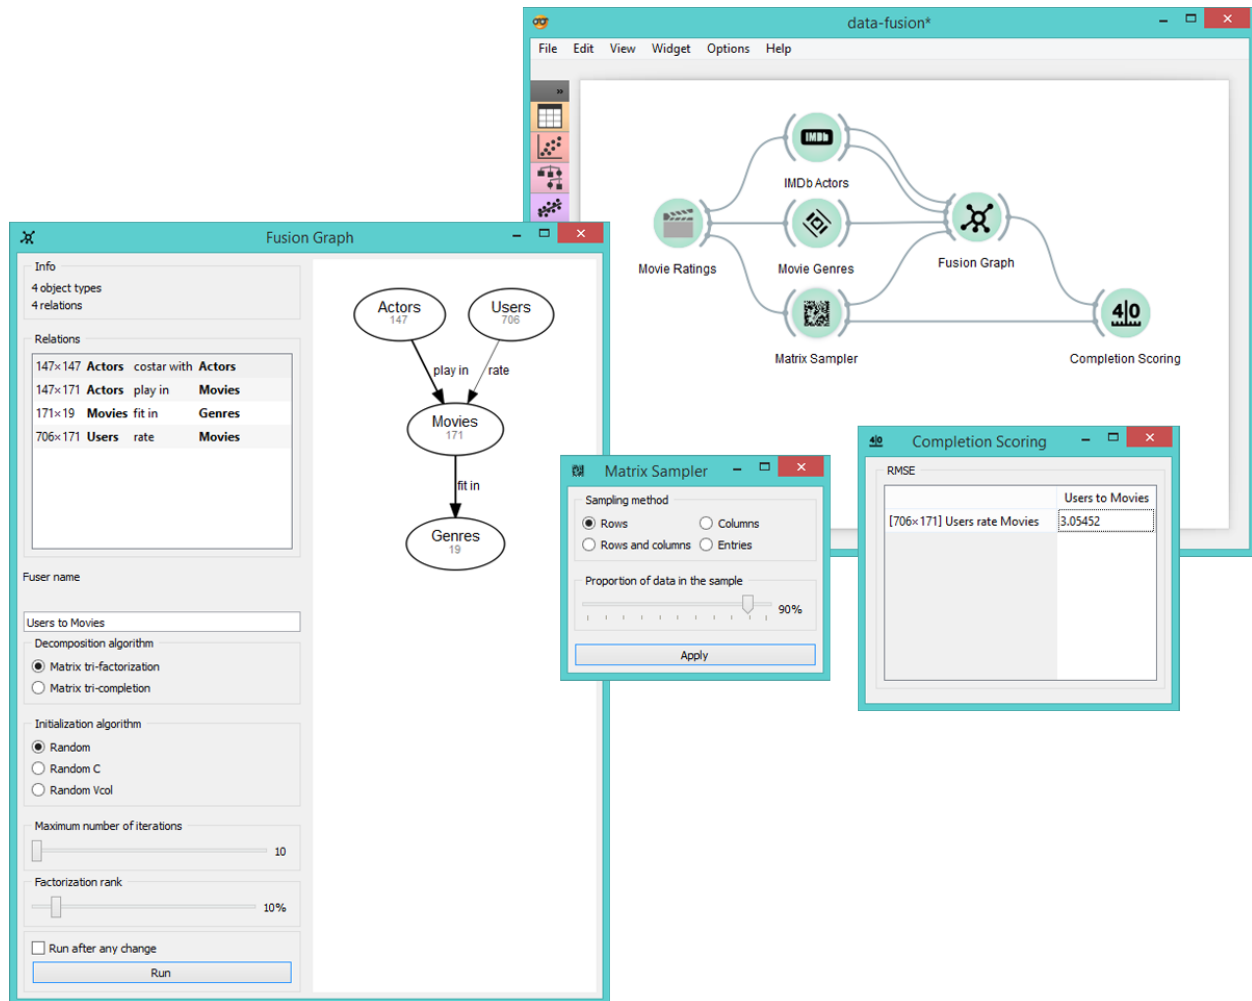 data-fusion*
File Edit View Widget Options Help
»
IMDb
IMDb Actors
Movie Ratings
Movie Genres
Fusion Graph
Matrix Sampler
4|0
Completion Scoring
Fusion Graph
Info
4 object types
4 relations
Relations
147×147 Actors costar with Actors
147×171 Actors play in Movies
171×19 Movies fit in Genres
706×171 Users rate Movies
Fuser name
Users to Movies
Decomposition algorithm
Matrix tri-factorization
Matrix tri-completion
Initialization algorithm
Random
Random C
Random Vcol
Maximum number of iterations
10
Factorization rank
10%
Run after any change
Run
Actors
147
Users
706
play in
rate
Movies
171
fit in
Genres
19
Matrix Sampler
Sampling method
Rows Columns
Rows and columns Entries
Proportion of data in the sample
90%
Apply
4|0
Completion Scoring
RMSE
Users to Movies
[706×171] Users rate Movies 3.05452